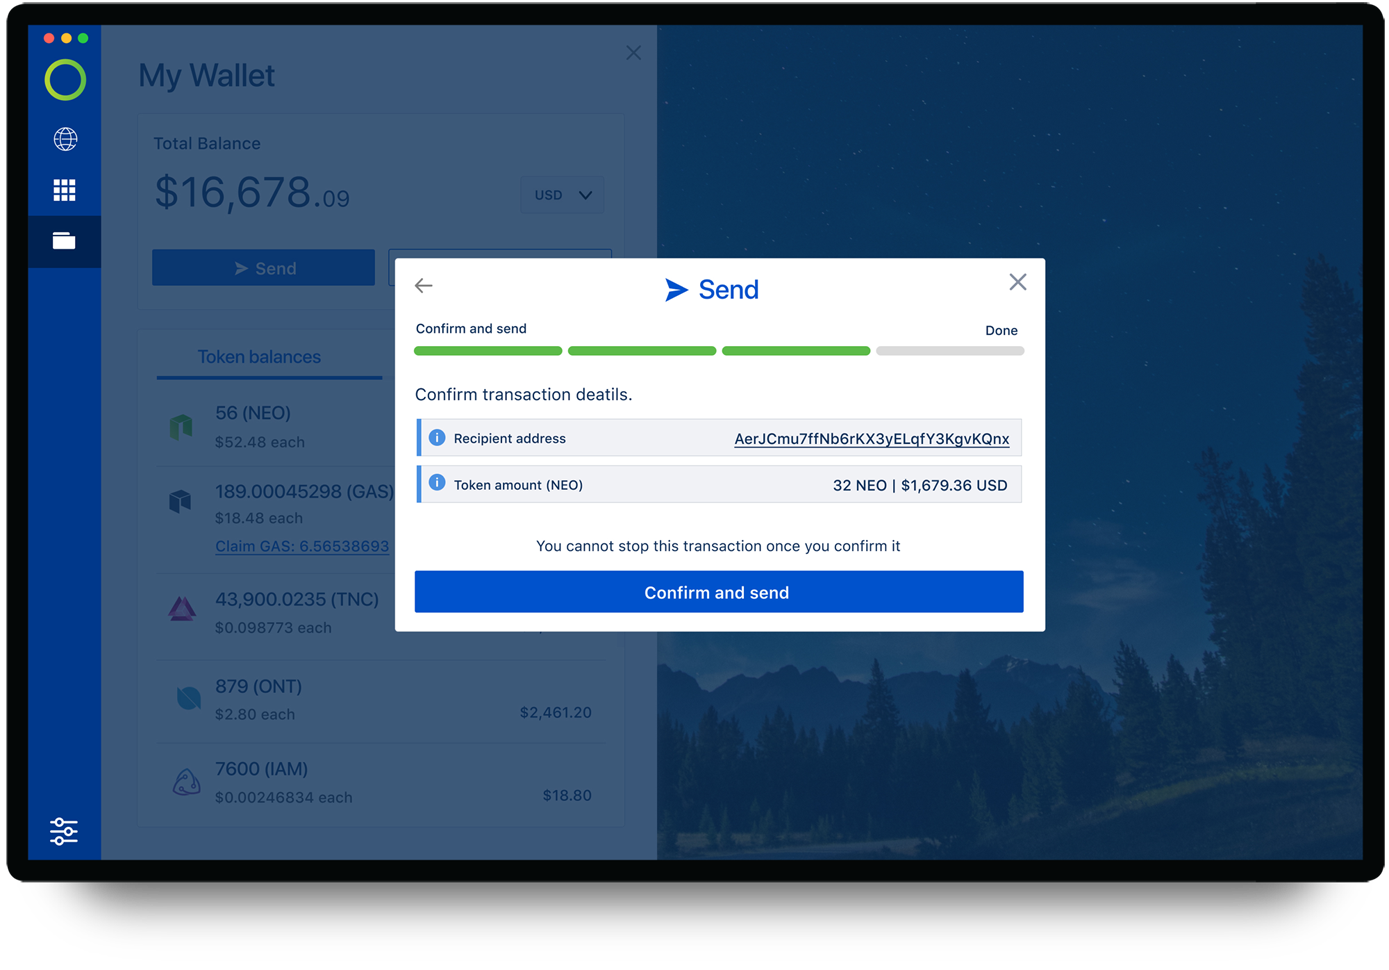 My Wallet
Total Balance
$16,678.09
USD
Send
Token balances
56 (NEO)
$52.48 each
189.00045298 (GAS)
$18.48 each
Claim GAS: 6.56538693
43,900.0235 (TNC)
$0.098773 each
879 (ONT)
$2.80 each
$2,461.20
7600 (IAM)
$0.00246834 each
$18.80
Send
Confirm and send
Done
Confirm transaction deatils.
Recipient address
AerJCmu7ffNb6rKX3yELqfY3KgvKQnx
Token amount (NEO)
32 NEO | $1,679.36 USD
You cannot stop this transaction once you confirm it
Confirm and send